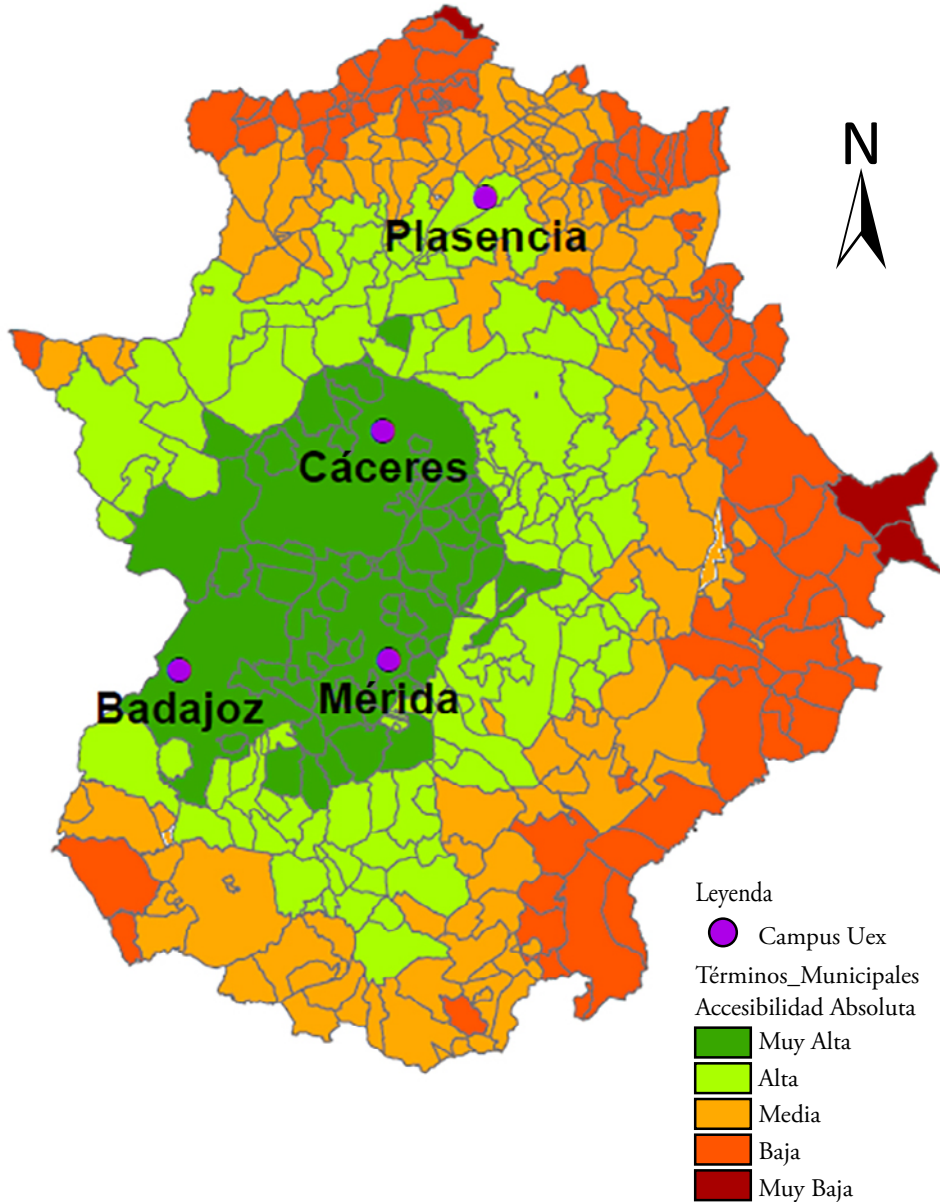 N
Plasencia
Cáceres
Badajoz
Mérida
Leyenda
Campus Uex
Términos_Municipales
Accesibilidad Absoluta
Muy Alta
Alta
Media
Baja
Muy Baja